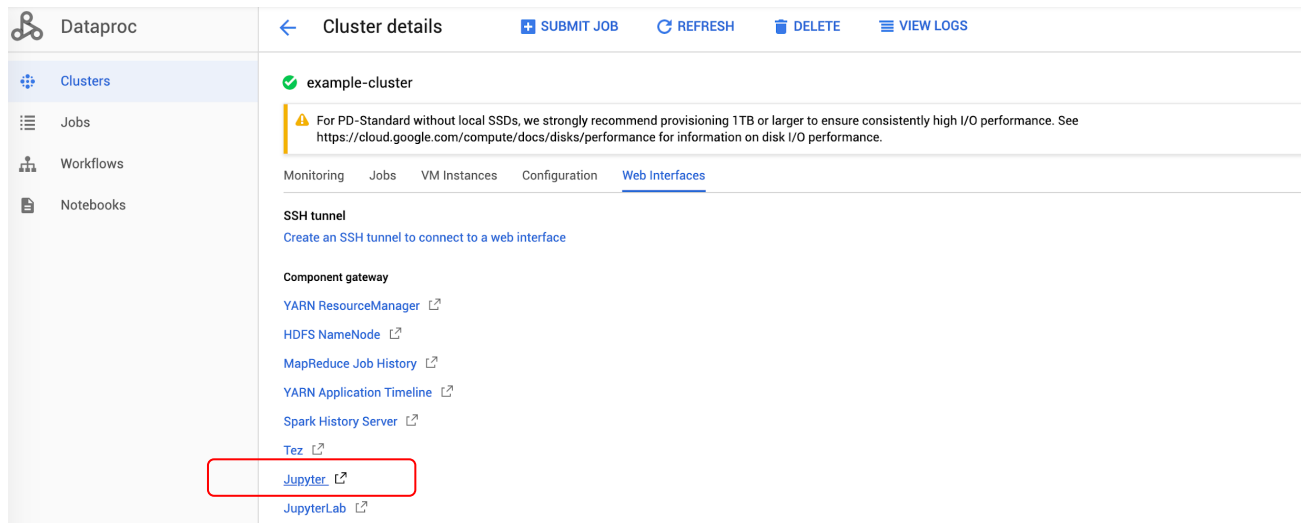 Dataproc
Cluster details
SUBMIT JOB
REFRESH
DELETE
VIEW LOGS
Clusters
Jobs
Workflows
Notebooks
example-cluster
For PD-Standard without local SSDs, we strongly recommend provisioning 1TB or larger to ensure consistently high I/O performance. See
https://cloud.google.com/compute/docs/disks/performance for information on disk I/O performance.
Monitoring
Jobs
VM Instances
Configuration
Web Interfaces
SSH tunnel
Create an SSH tunnel to connect to a web interface
Component gateway
YARN ResourceManager
HDFS NameNode
MapReduce Job History
YARN Application Timeline
Spark History Server
Tez
Jupyter
JupyterLab